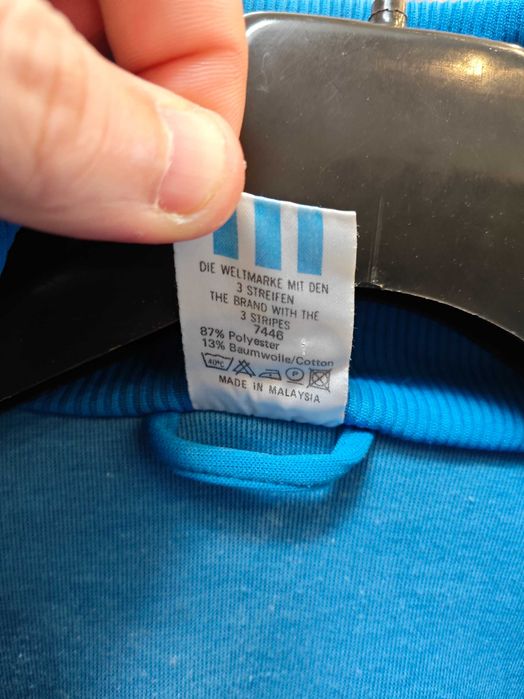 DIE WELTMARKE MIT DEN
3 STREIFEN
THE BRAND WITH THE
3 STRIPES
7446
87% Polyester
13% Baumwolle/Cotton
40°C P
MADE IN MALAYSIA